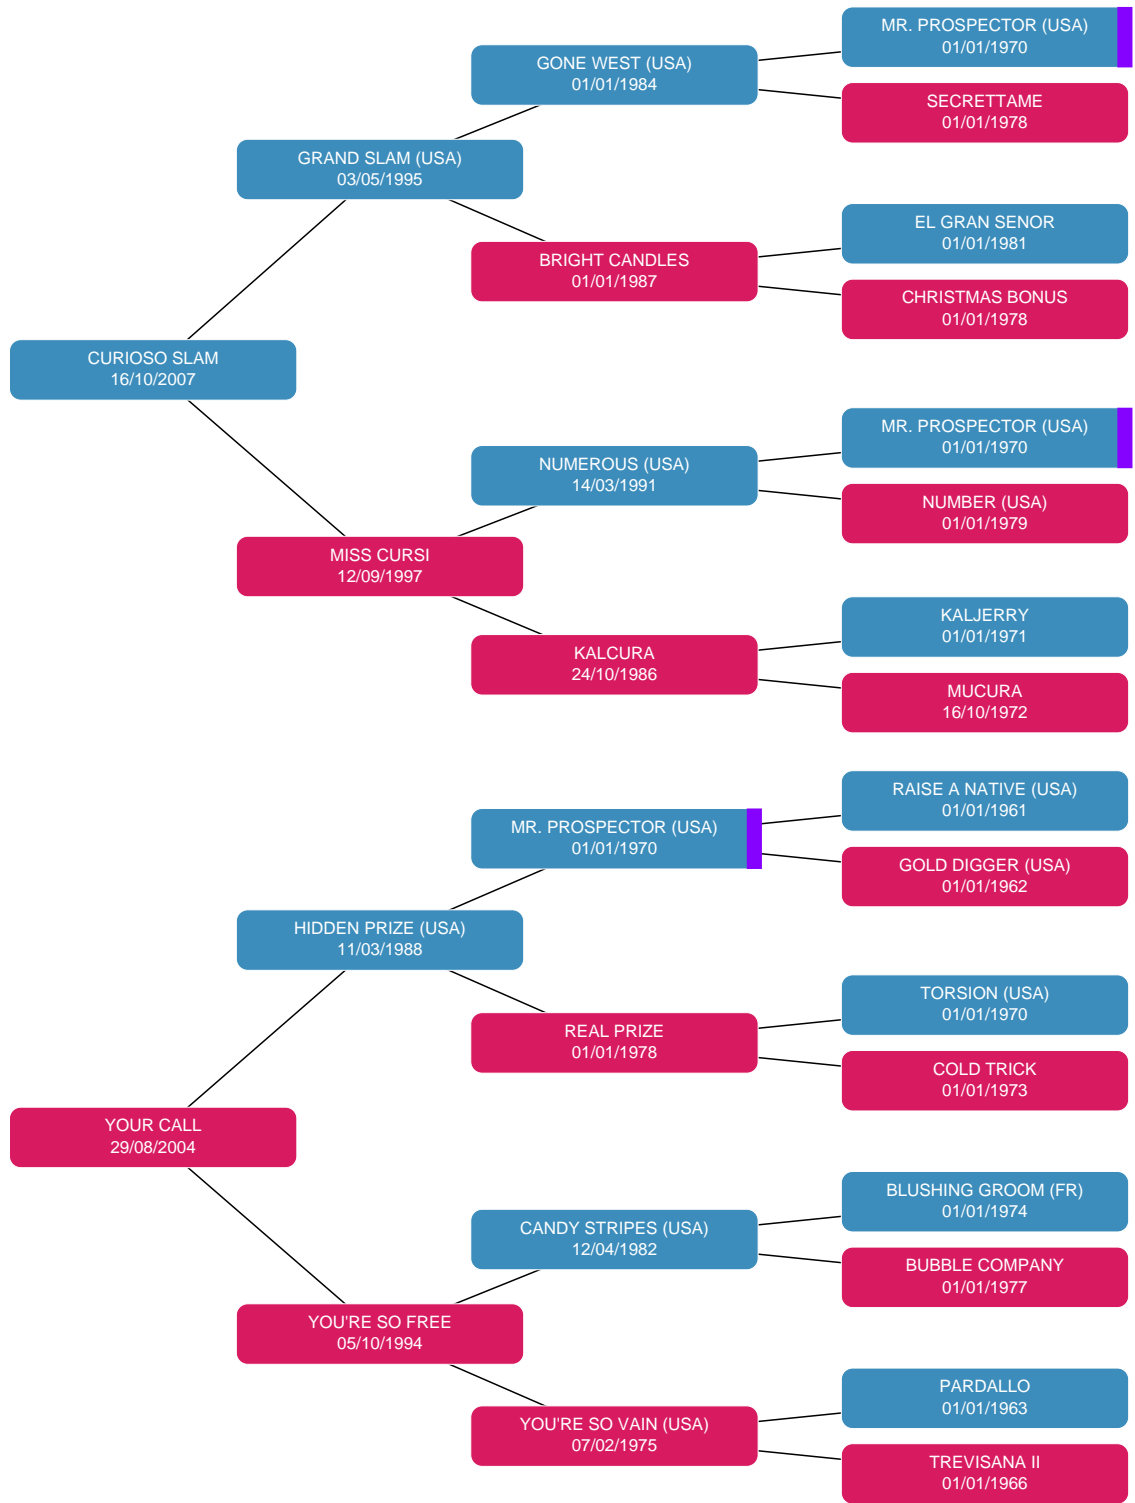 MR. PROSPECTOR (USA)
01/01/1970
GONE WEST (USA)
01/01/1984
SECRETTAME
01/01/1978
GRAND SLAM (USA)
03/05/1995
EL GRAN SENOR
01/01/1981
BRIGHT CANDLES
01/01/1987
CHRISTMAS BONUS
01/01/1978
CURIOSO SLAM
16/10/2007
MR. PROSPECTOR (USA)
01/01/1970
NUMEROUS (USA)
14/03/1991
NUMBER (USA)
01/01/1979
MISS CURSI
12/09/1997
KALJERRY
01/01/1971
KALCURA
24/10/1986
MUCURA
16/10/1972
RAISE A NATIVE (USA)
01/01/1961
MR. PROSPECTOR (USA)
01/01/1970
GOLD DIGGER (USA)
01/01/1962
HIDDEN PRIZE (USA)
11/03/1988
TORSION (USA)
01/01/1970
REAL PRIZE
01/01/1978
COLD TRICK
01/01/1973
YOUR CALL
29/08/2004
BLUSHING GROOM (FR)
01/01/1974
CANDY STRIPES (USA)
12/04/1982
BUBBLE COMPANY
01/01/1977
YOU'RE SO FREE
05/10/1994
PARDALLO
01/01/1963
YOU'RE SO VAIN (USA)
07/02/1975
TREVISANA II
01/01/1966